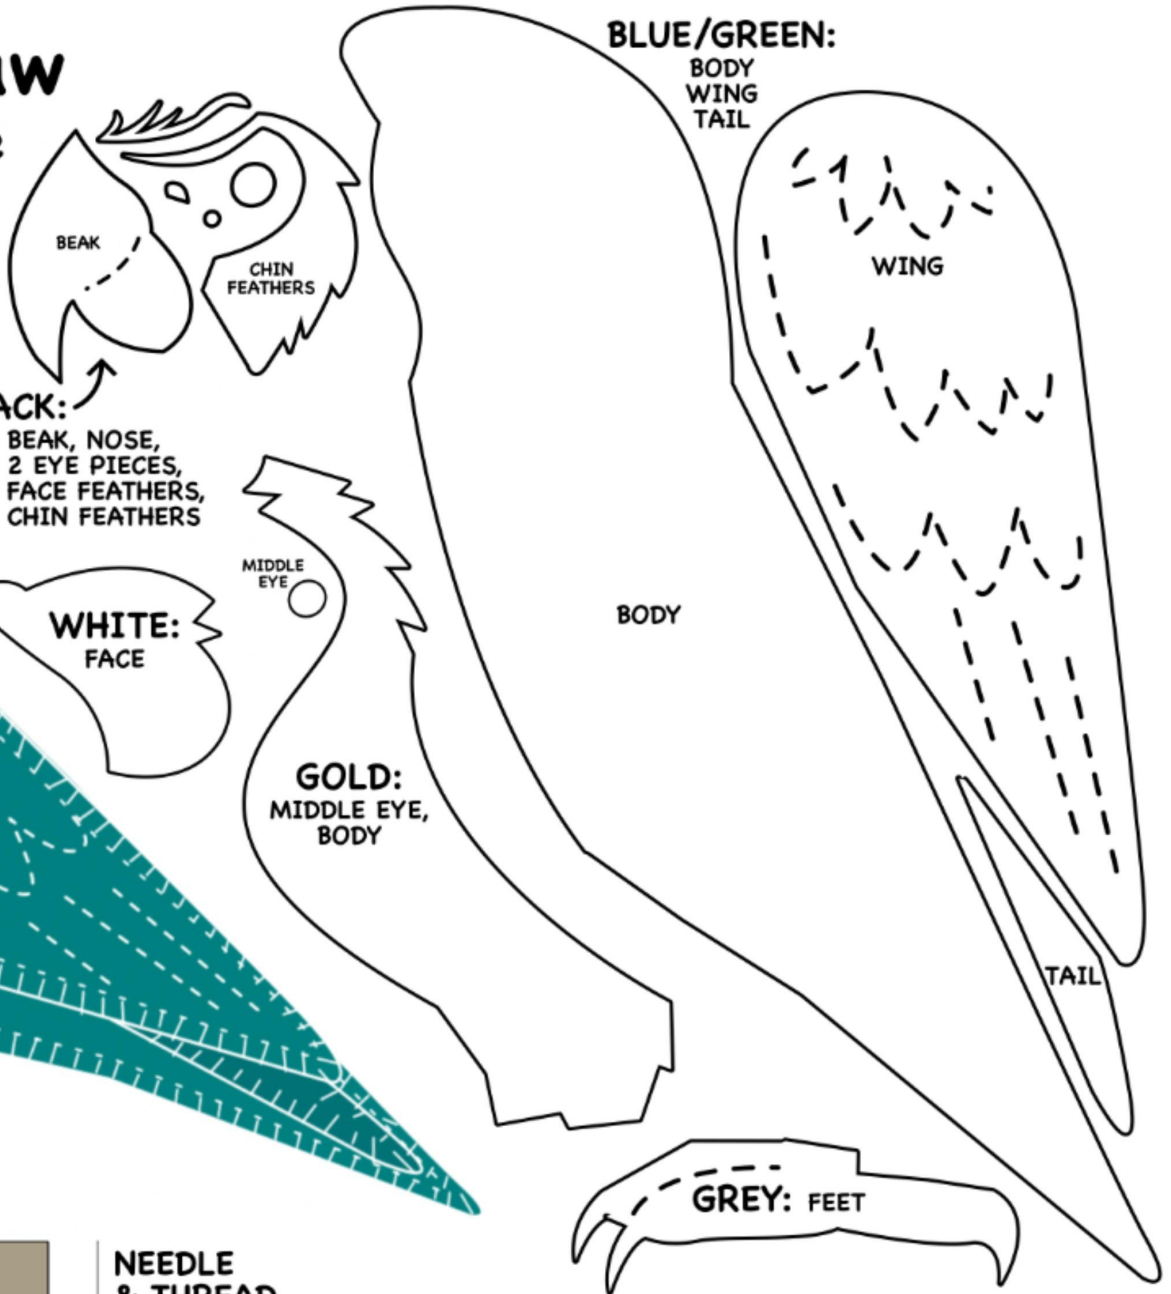 BLUE/GREEN:
BODY
WING
TAIL
BEAK
CHIN
FEATHERS
WING
BEAK, NOSE,
2 EYE PIECES,
FACE FEATHERS,
CHIN FEATHERS
MIDDLE
EYE
WHITE:
FACE
BODY
GOLD:
MIDDLE EYE,
BODY
TAIL
GREY: FEET
NEEDLE
& THREAD